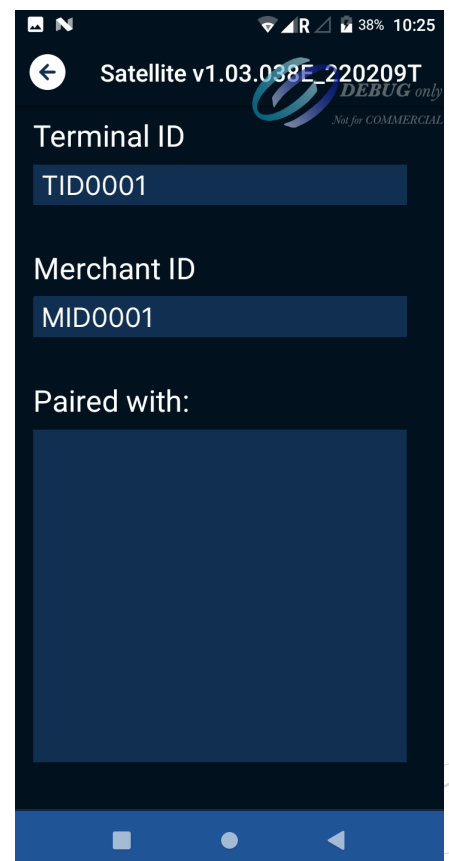 R 38% 10:25
Satellite v1.03.038E_220209T
DEBUG only
Not for COMMERCIAL
Terminal ID
TID0001
Merchant ID
MID0001
Paired with: